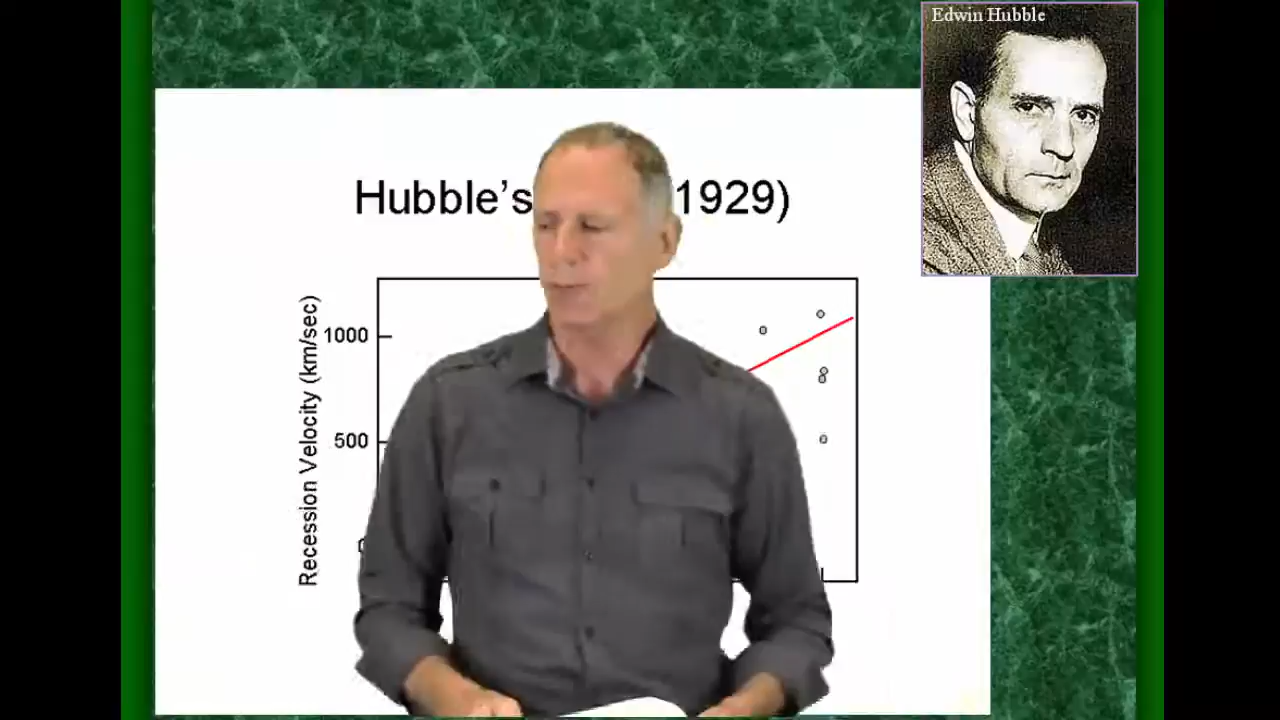 Edwin Hubble
Hubble’s 1929)
Recession Velocity (km/sec)
1000
500